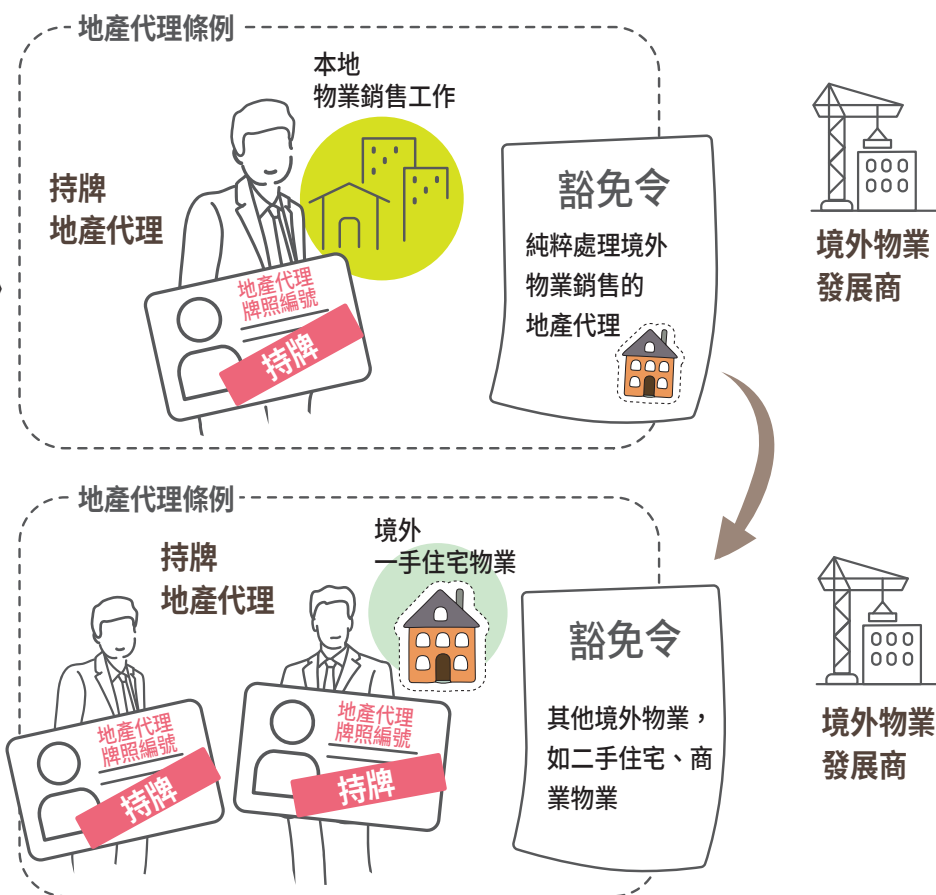 地產代理條例
本地
物業銷售工作
持牌
地產代理
地產代理
牌照編號
持牌
豁免令
純粹處理境外
物業銷售的
地產代理
境外物業
發展商
地產代理條例
持牌
地產代理
境外
一手住宅物業
地產代理
牌照編號
持牌
地產代理
牌照編號
持牌
豁免令
其他境外物業，
如二手住宅、商
業物業
境外物業
發展商